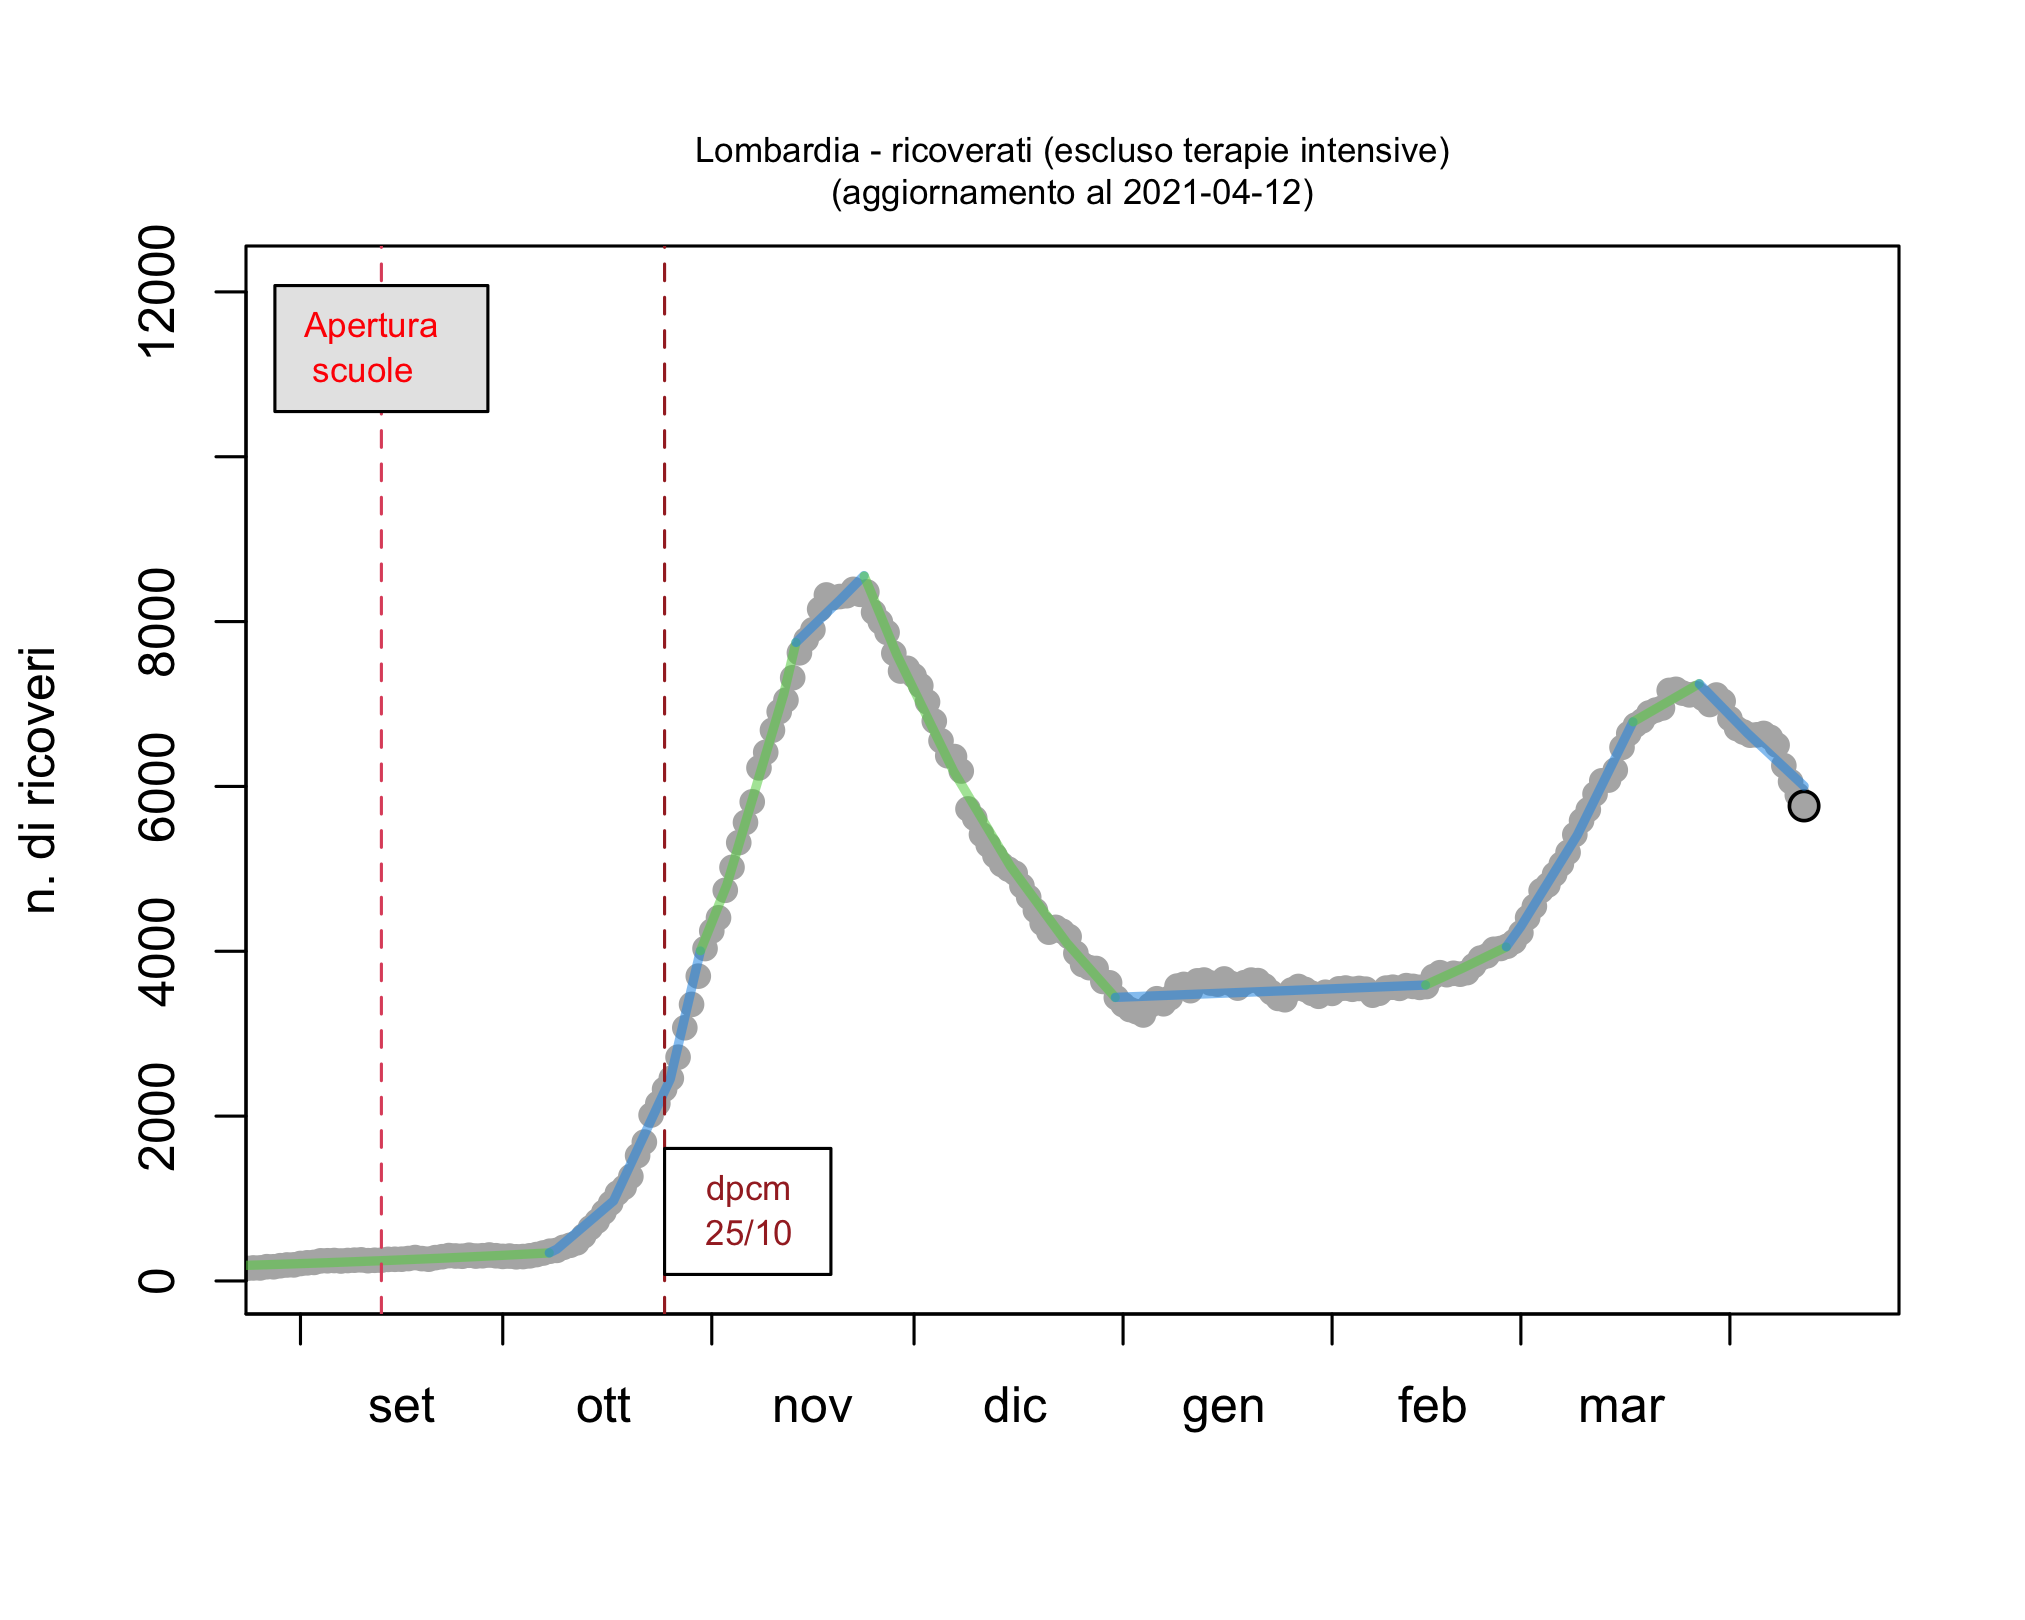 Lombardia - ricoverati (escluso terapie intensive)
(aggiornamento al 2021-04-12)
n. di ricoveri
12000
8000
6000
4000
2000
0
Apertura
scuole
dpcm
25/10
set ott nov dic gen feb mar